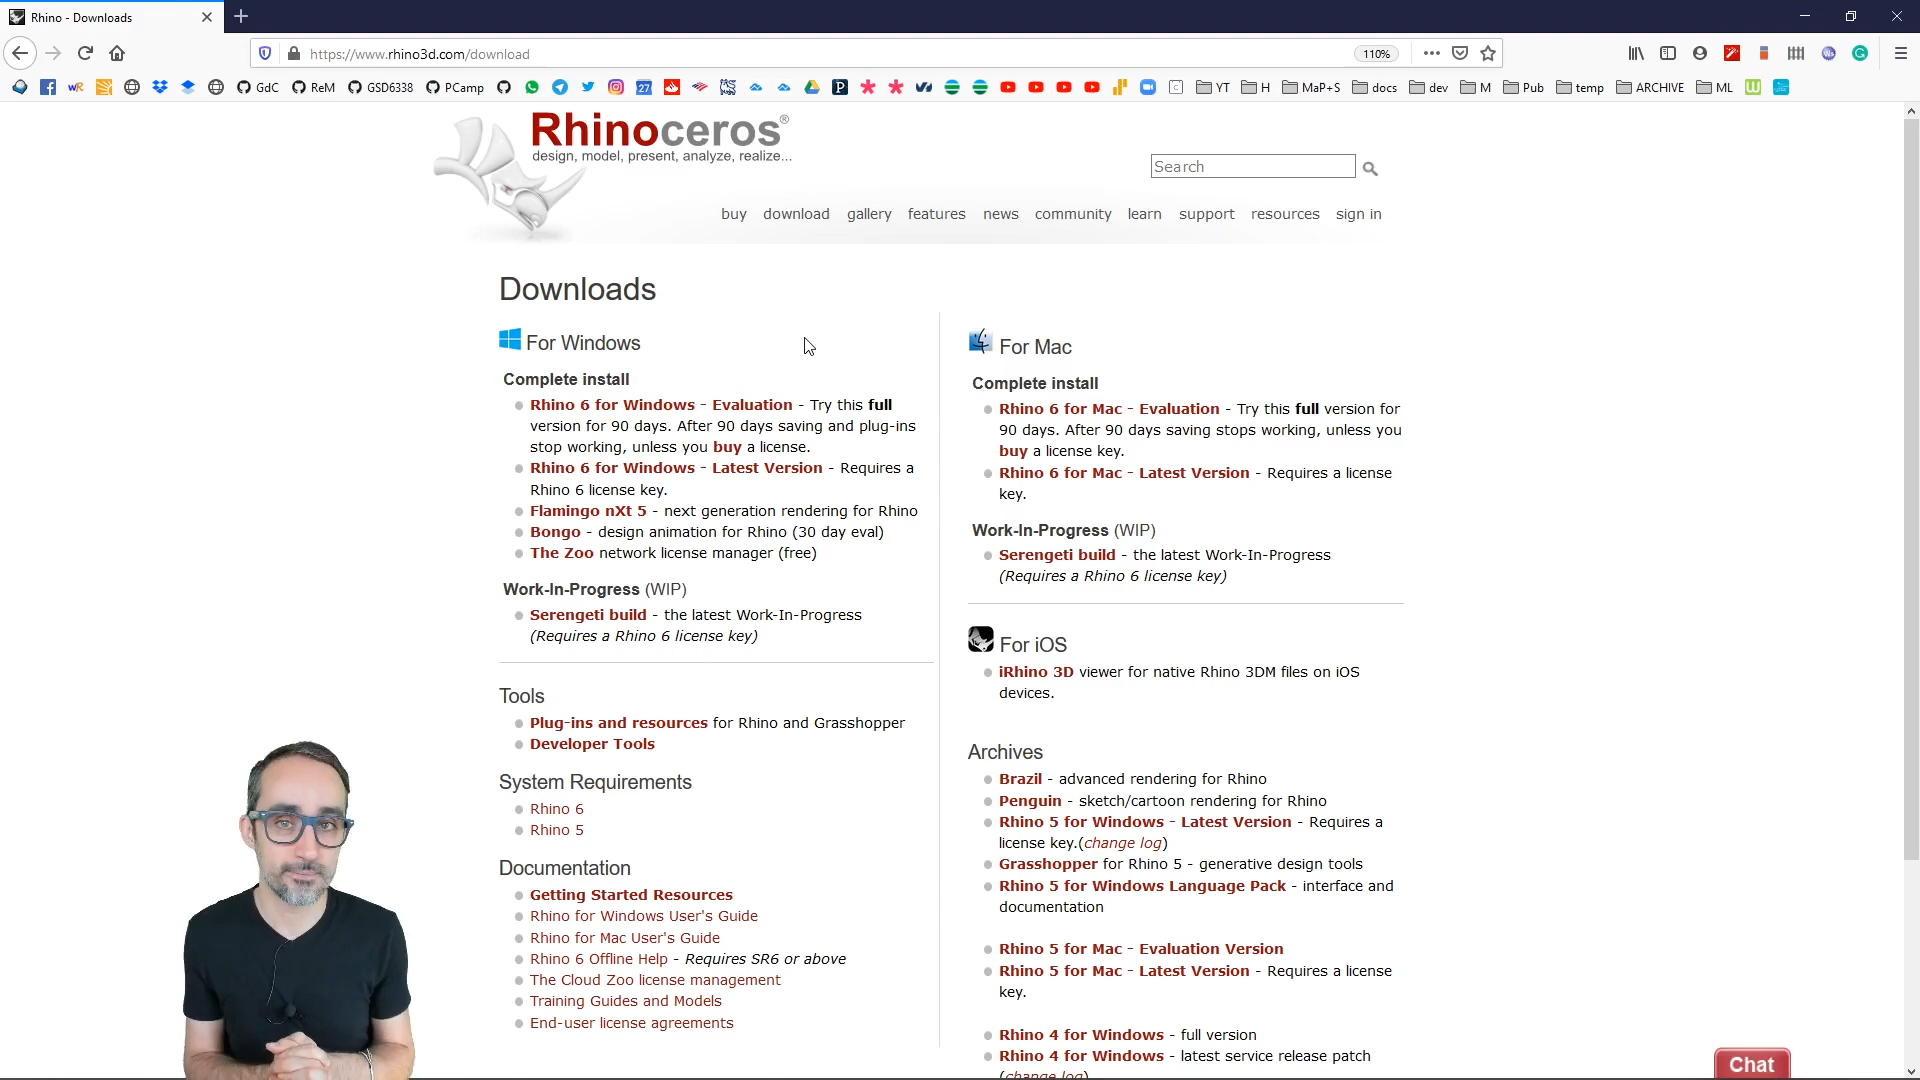 Rhino - Downloads
https://www.rhino3d.com/download
110%
GdC
ReM
GSD6338
PCamp
27
P
YT
H
MaP+S
docs
dev
M
Pub
temp
ARCHIVE
ML
Rhinoceros®
design, model, present, analyze, realize...
Search
buy download gallery features news community learn support resources sign in
Downloads
For Windows
Complete install
Rhino 6 for Windows - Evaluation - Try this full
version for 90 days. After 90 days saving and plug-ins
stop working, unless you buy a license.
Rhino 6 for Windows - Latest Version - Requires a
Rhino 6 license key.
Flamingo nXt 5 - next generation rendering for Rhino
Bongo - design animation for Rhino (30 day eval)
The Zoo network license manager (free)
Work-In-Progress (WIP)
Serengeti build - the latest Work-In-Progress
(Requires a Rhino 6 license key)
Tools
Plug-ins and resources for Rhino and Grasshopper
Developer Tools
System Requirements
Rhino 6
Rhino 5
Documentation
Getting Started Resources
Rhino for Windows User's Guide
Rhino for Mac User's Guide
Rhino 6 Offline Help - Requires SR6 or above
The Cloud Zoo license management
Training Guides and Models
End-user license agreements
For Mac
Complete install
Rhino 6 for Mac - Evaluation - Try this full version for
90 days. After 90 days saving stops working, unless you
buy a license key.
Rhino 6 for Mac - Latest Version - Requires a license
key.
Work-In-Progress (WIP)
Serengeti build - the latest Work-In-Progress
(Requires a Rhino 6 license key)
For iOS
iRhino 3D viewer for native Rhino 3DM files on iOS
devices.
Archives
Brazil - advanced rendering for Rhino
Penguin - sketch/cartoon rendering for Rhino
Rhino 5 for Windows - Latest Version - Requires a
license key.(change log)
Grasshopper for Rhino 5 - generative design tools
Rhino 5 for Windows Language Pack - interface and
documentation
Rhino 5 for Mac - Evaluation Version
Rhino 5 for Mac - Latest Version - Requires a license
key.
Rhino 4 for Windows - full version
Rhino 4 for Windows - latest service release patch
(change log)
Chat